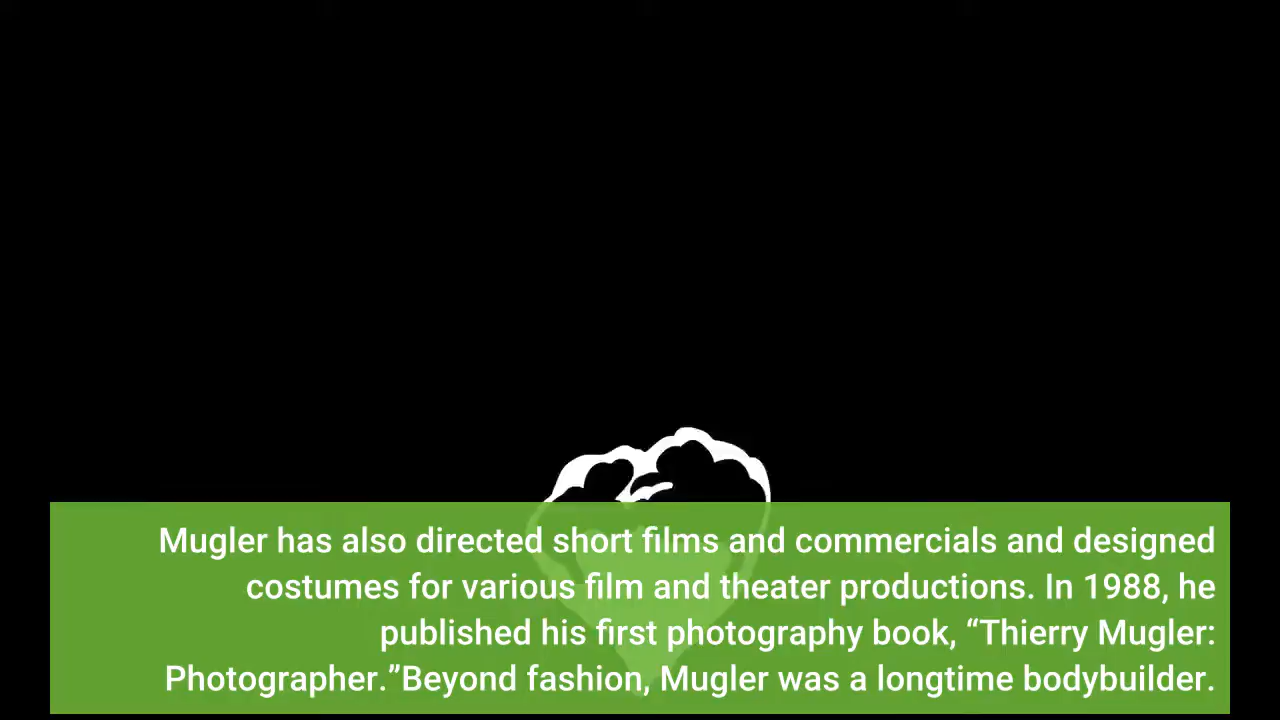 Mugler has also directed short films and commercials and designed
costumes for various film and theater productions. In 1988, he
published his first photography book, “Thierry Mugler:
Photographer.”Beyond fashion, Mugler was a longtime bodybuilder.